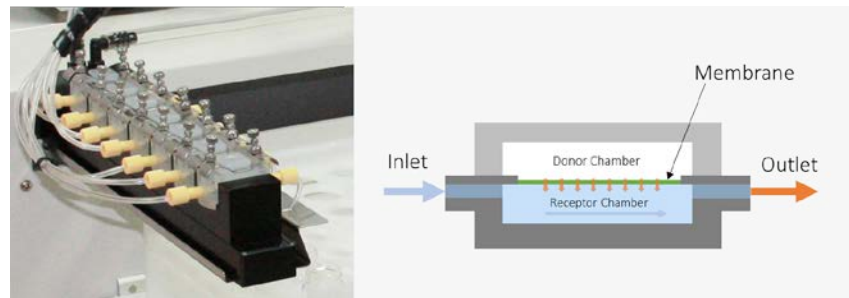 Membrane
Inlet
Donor Chamber
Outlet
Receptor Chamber